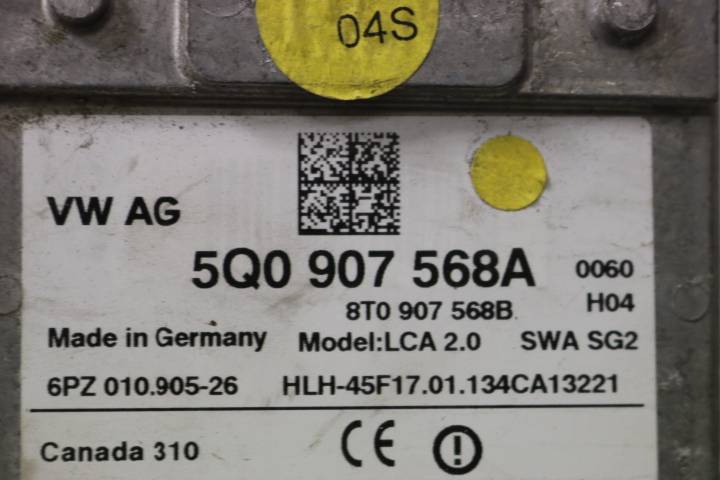 04S
VW AG
5Q0 907 568A 0060
8T0 907 568B H04
Made in Germany Model:LCA 2.0 SWA SG2
6PZ 010.905-26 HLH-45F17.01.134CA13221
Canada 310 CE